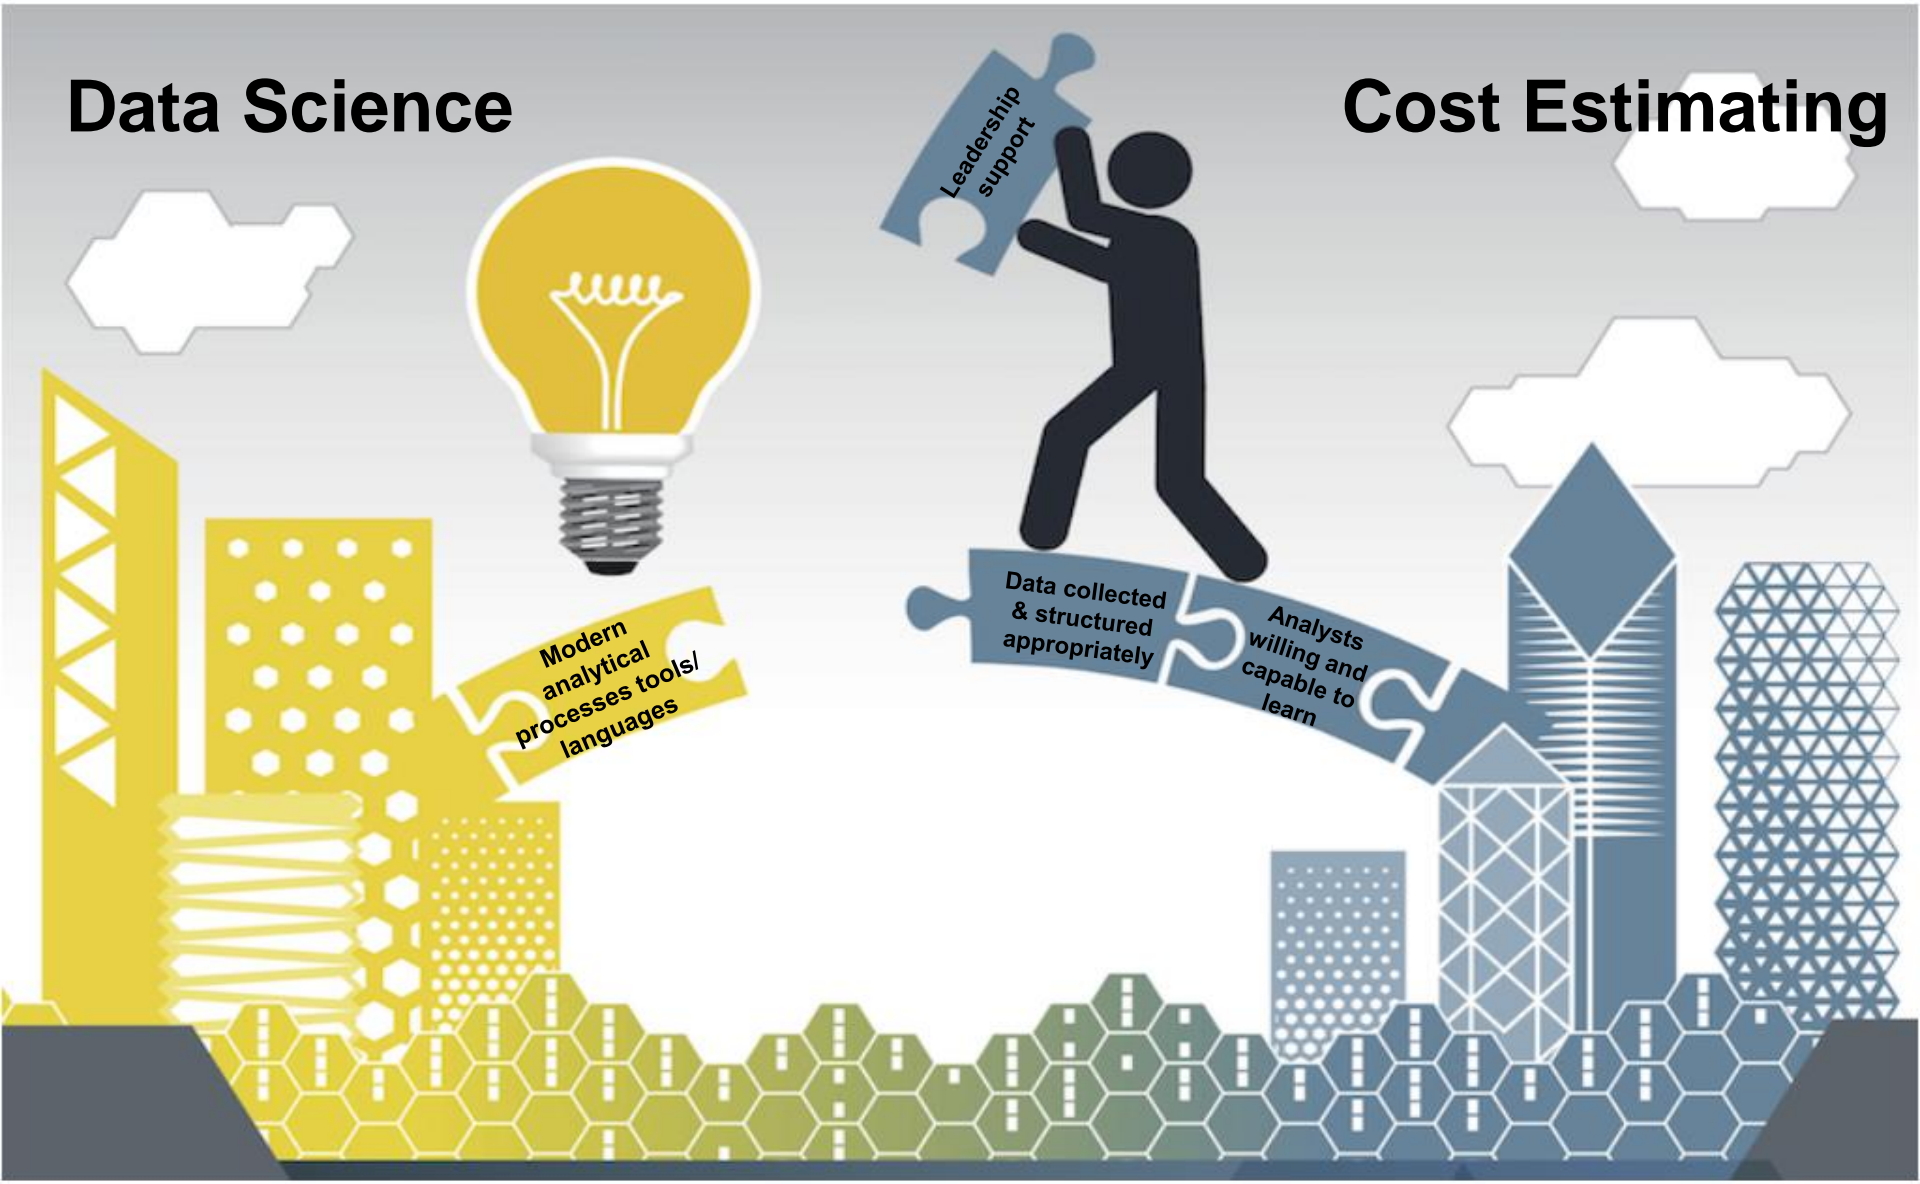 Data Science
Cost Estimating
Leadership
support
Modern
analytical
processes tools/
languages
Data collected
& structured
appropriately
Analysts
willing and
capable to
learn